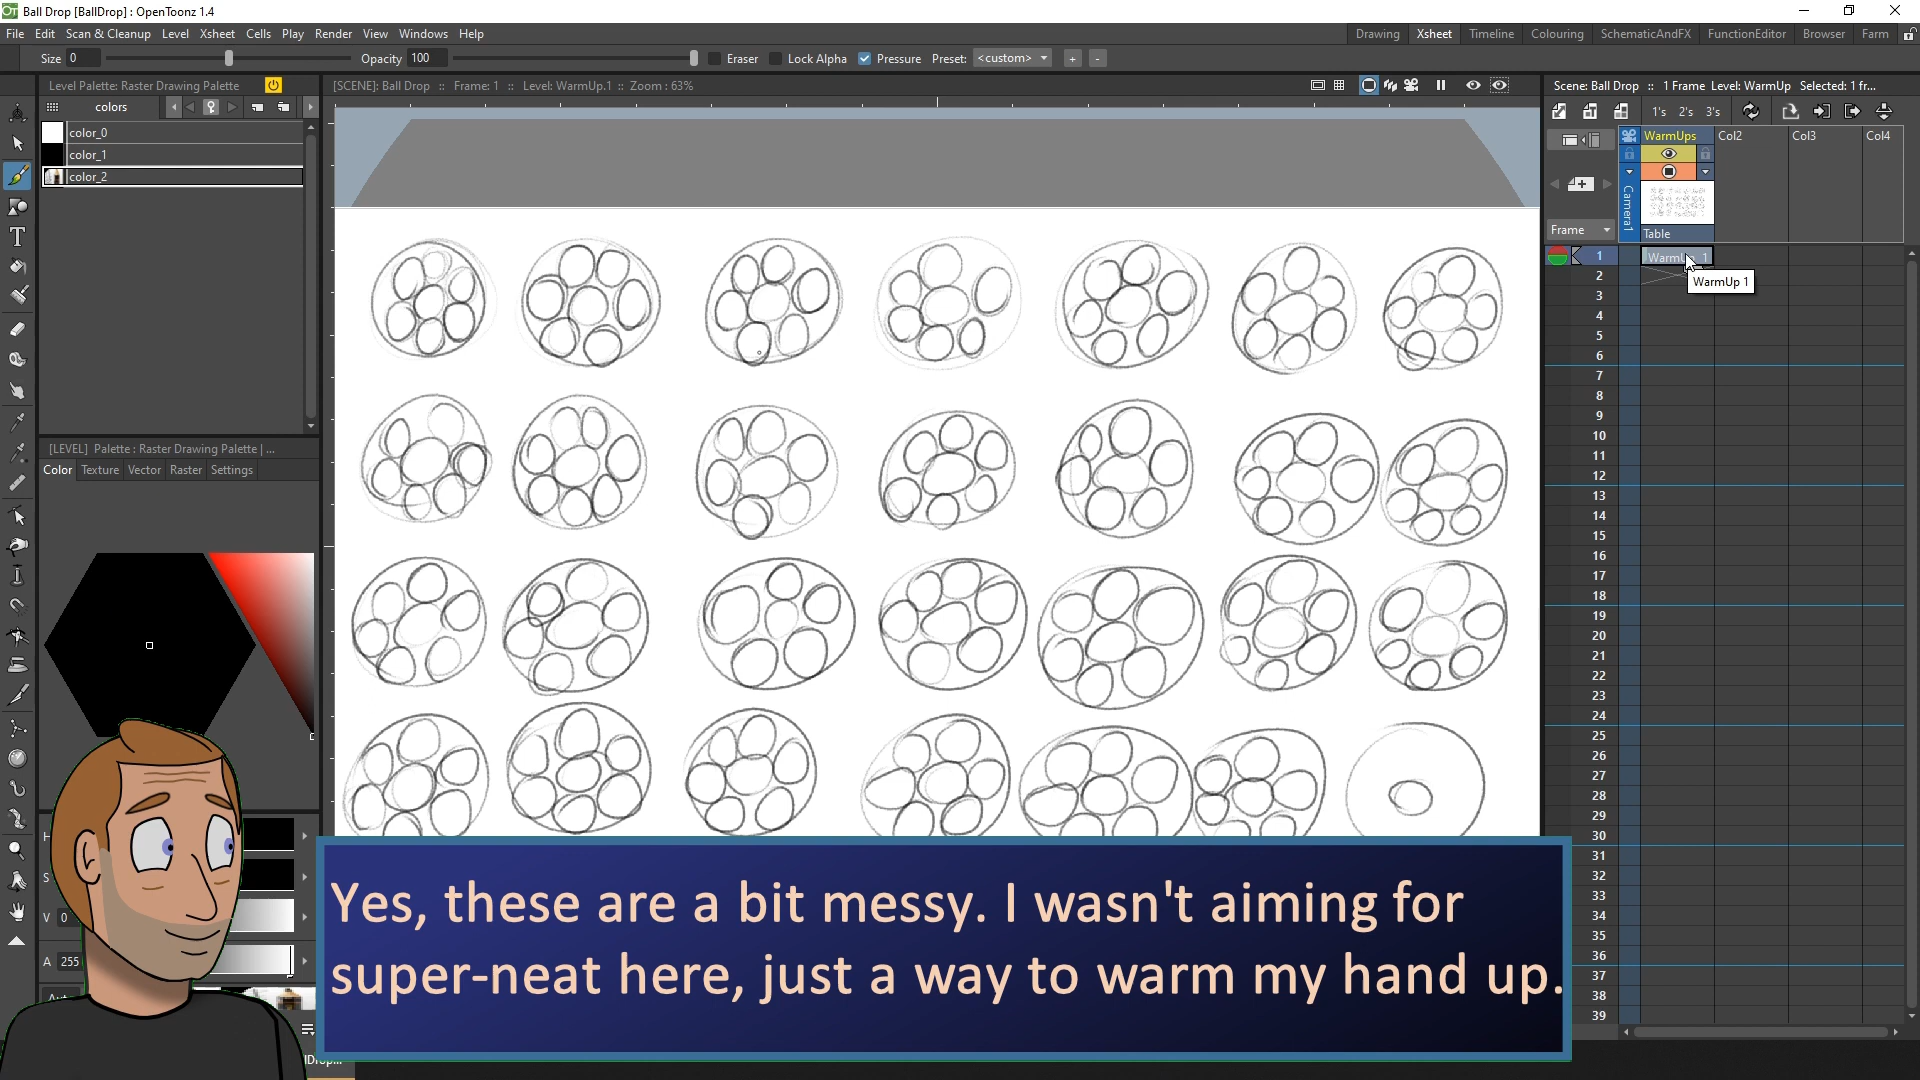 Ball Drop [BallDrop] : OpenToonz 1.4
File Edit Scan & Cleanup Level Xsheet Cells Play Render View Windows Help
Drawing Xsheet Timeline Colouring SchematicAndFX FunctionEditor Browser Farm
Size 0 Opacity 100 Eraser Lock Alpha Pressure Preset: <custom> + -
Level Palette: Raster Drawing Palette
[SCENE]: Ball Drop :: Frame: 1 :: Level: WarmUp.1 :: Zoom : 63%
Scene: Ball Drop :: 1 Frame Level: WarmUp Selected: 1 fr...
colors
1's 2's 3's
color_0
color_1
color_2
WarmUps Col2 Col3 Col4
Camera1
Frame
Table
1
WarmUp 1
2
3
4
5
6
7
8
9
10
11
12
13
14
15
16
17
18
19
20
21
22
23
24
25
26
27
28
29
30
31
32
33
34
35
36
37
38
39
[LEVEL] Palette : Raster Drawing Palette | ...
Color Texture Vector Raster Settings
H
S
V 0
A 255
Yes, these are a bit messy. I wasn't aiming for
super-neat here, just a way to warm my hand up.